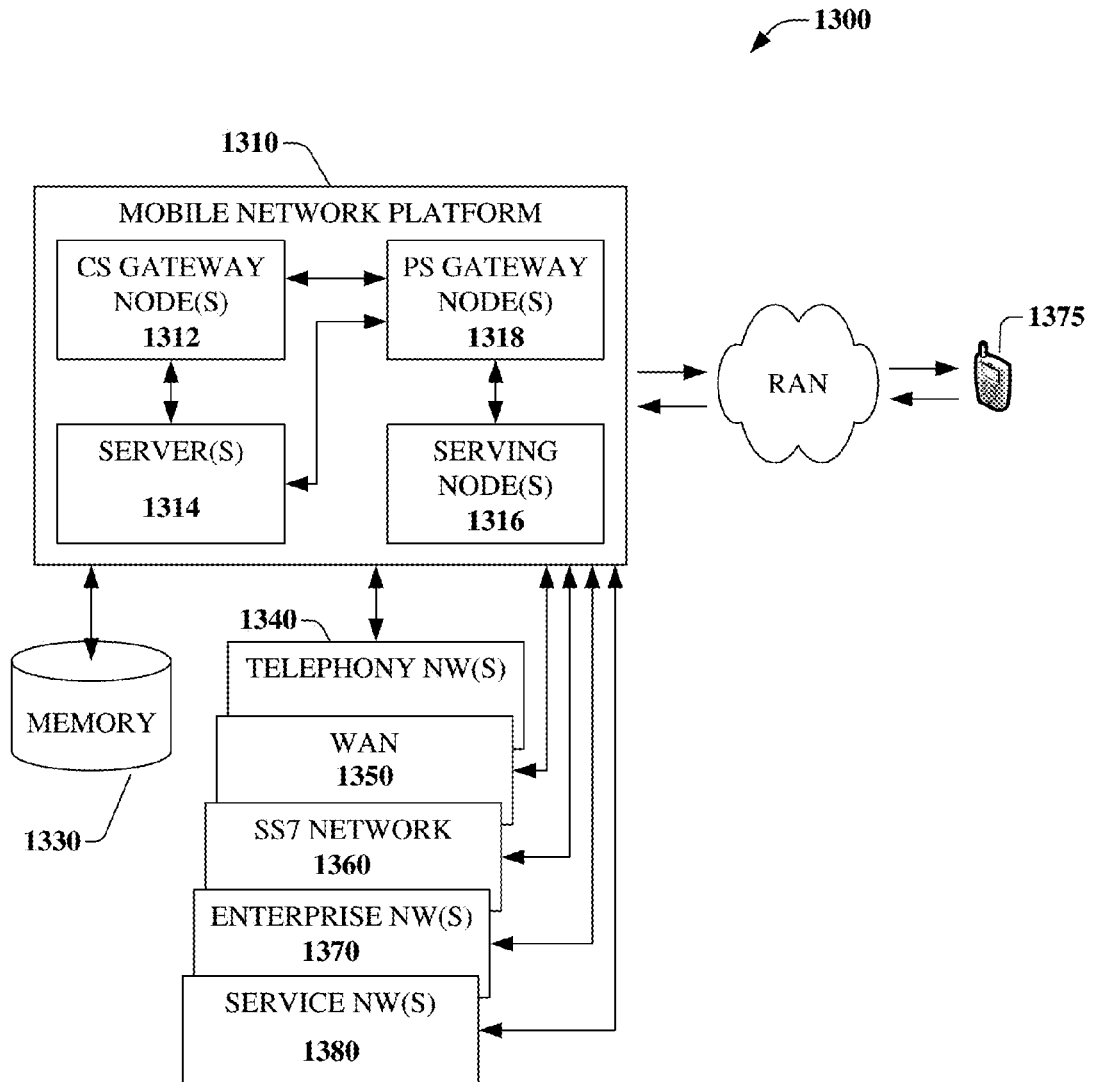 1300
1310
MOBILE NETWORK PLATFORM
CS GATEWAY
NODE(S)
1312
PS GATEWAY
NODE(S)
1318
SERVER(S)
1314
SERVING
NODE(S)
1316
RAN
1375
MEMORY
1330
1340
TELEPHONY NW(S)
WAN
1350
SS7 NETWORK
1360
ENTERPRISE NW(S)
1370
SERVICE NW(S)
1380